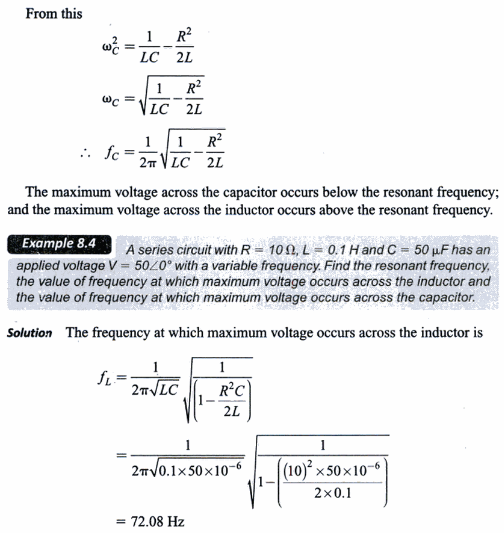 From this
ω_C^2 = 1/LC − R^2/2L
ω_C = √(1/LC − R^2/2L)
∴ f_C = 1/2π √(1/LC − R^2/2L)
The maximum voltage across the capacitor occurs below the resonant frequency;
and the maximum voltage across the inductor occurs above the resonant frequency.
Example 8.4 A series circuit with R = 10 Ω, L = 0.1 H and C = 50 μF has an
applied voltage V = 50∠0° with a variable frequency. Find the resonant frequency,
the value of frequency at which maximum voltage occurs across the inductor and
the value of frequency at which maximum voltage occurs across the capacitor.
Solution The frequency at which maximum voltage occurs across the inductor is
f_L = 1/(2π√LC) √(1/(1 − R^2C/2L))
= 1/(2π√(0.1×50×10^−6)) √(1/(1−((10)^2×50×10^−6/(2×0.1))))
= 72.08 Hz